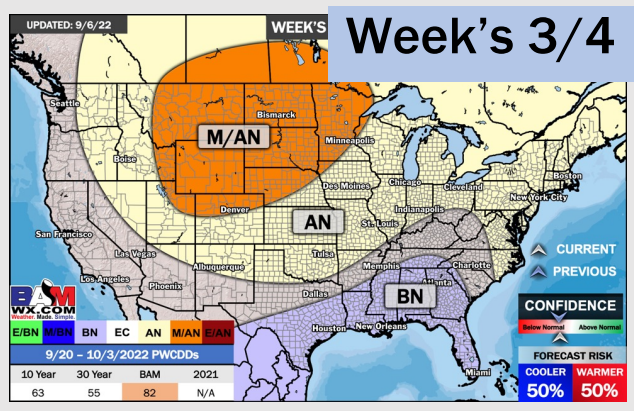 UPDATED: 9/6/22
WEEK'S
Week's 3/4
Seattle
Bismarck
M/AN
Minneapolis
Boise
Boston
Des Moines
Chicago
Cleveland
New York City
Denver
Indianapolis
AN
St. Louis
San Francisco
CURRENT
Las Vegas
Tulsa
Albuquerque
Memphis
Charlotte
PREVIOUS
Los Angeles
Phoenix
Atlanta
Dallas
BN
BAM
WX.COM
Weather. Made. Simple.
CONFIDENCE
Houston
New Orleans
Below Normal
Above Normal
E/BN M/BN BN EC AN M/AN E/AN
9/20 – 10/3/2022 PWCDDs
FORECAST RISK
10 Year 30 Year BAM 2021
Miami
COOLER WARMER
63 55 82 N/A
50% 50%